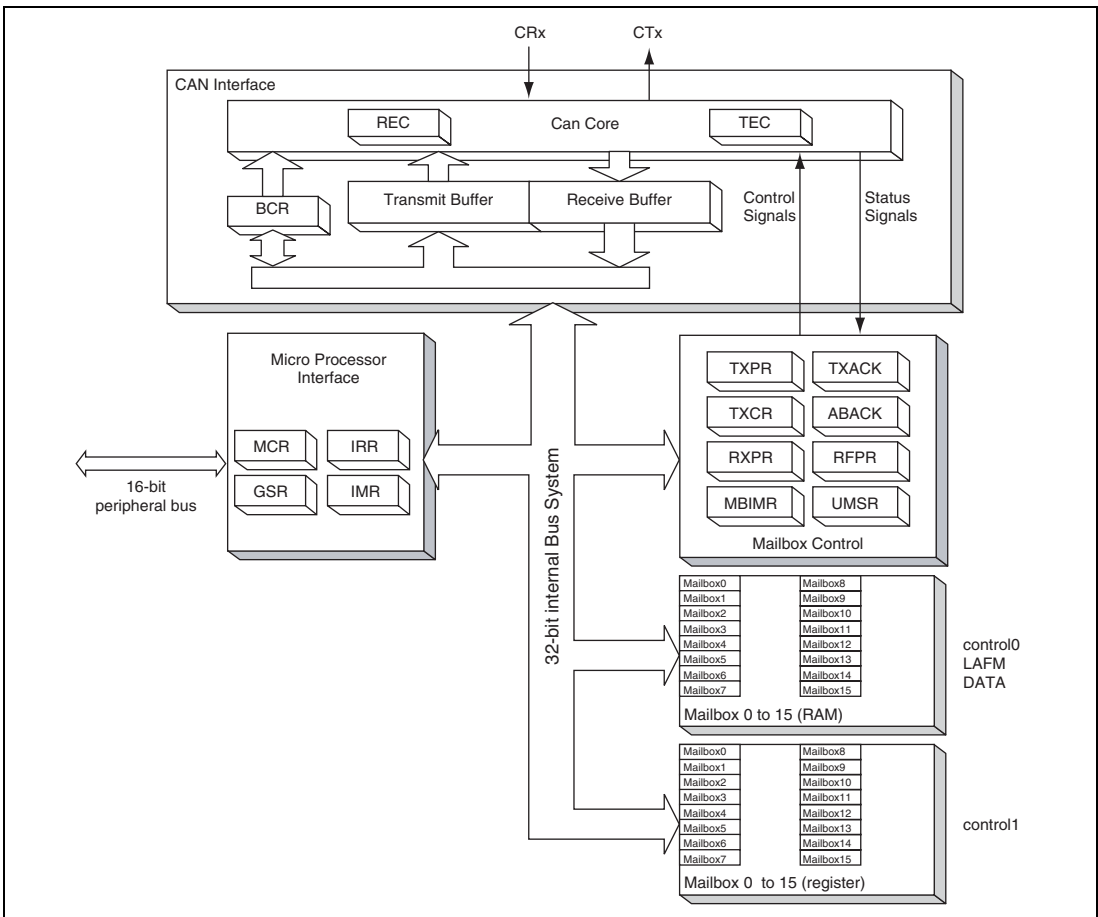 CRx
CTx
CAN Interface
REC
Can Core
TEC
BCR
Transmit Buffer
Receive Buffer
Control
Signals
Status
Signals
Micro Processor
Interface
MCR
IRR
GSR
IMR
16-bit
peripheral bus
32-bit internal Bus System
TXPR
TXACK
TXCR
ABACK
RXPR
RFPR
MBIMR
UMSR
Mailbox Control
Mailbox0
Mailbox1
Mailbox2
Mailbox3
Mailbox4
Mailbox5
Mailbox6
Mailbox7
Mailbox8
Mailbox9
Mailbox10
Mailbox11
Mailbox12
Mailbox13
Mailbox14
Mailbox15
Mailbox 0 to 15 (RAM)
control0
LAFM
DATA
Mailbox0
Mailbox1
Mailbox2
Mailbox3
Mailbox4
Mailbox5
Mailbox6
Mailbox7
Mailbox8
Mailbox9
Mailbox10
Mailbox11
Mailbox12
Mailbox13
Mailbox14
Mailbox15
Mailbox 0 to 15 (register)
control1